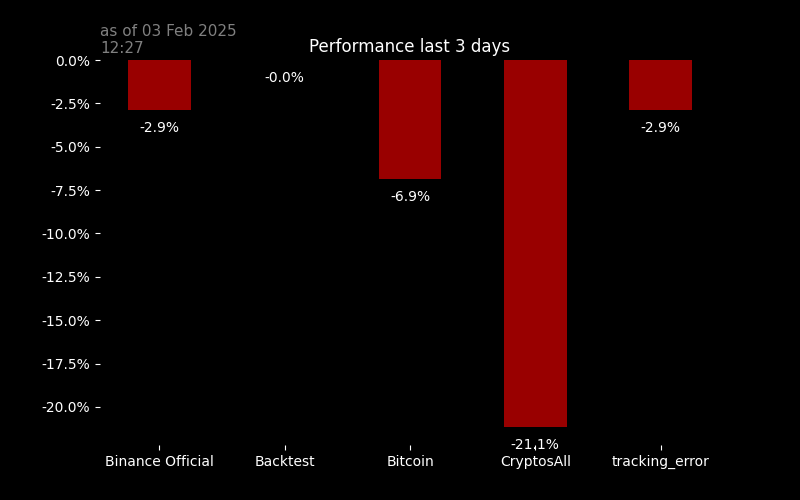 as of 03 Feb 2025
12:27
Performance last 3 days
0.0%
-2.5%
-5.0%
-7.5%
-10.0%
-12.5%
-15.0%
-17.5%
-20.0%
-2.9%
-0.0%
-6.9%
-21.1%
-2.9%
Binance Official
Backtest
Bitcoin
CryptosAll
tracking_error